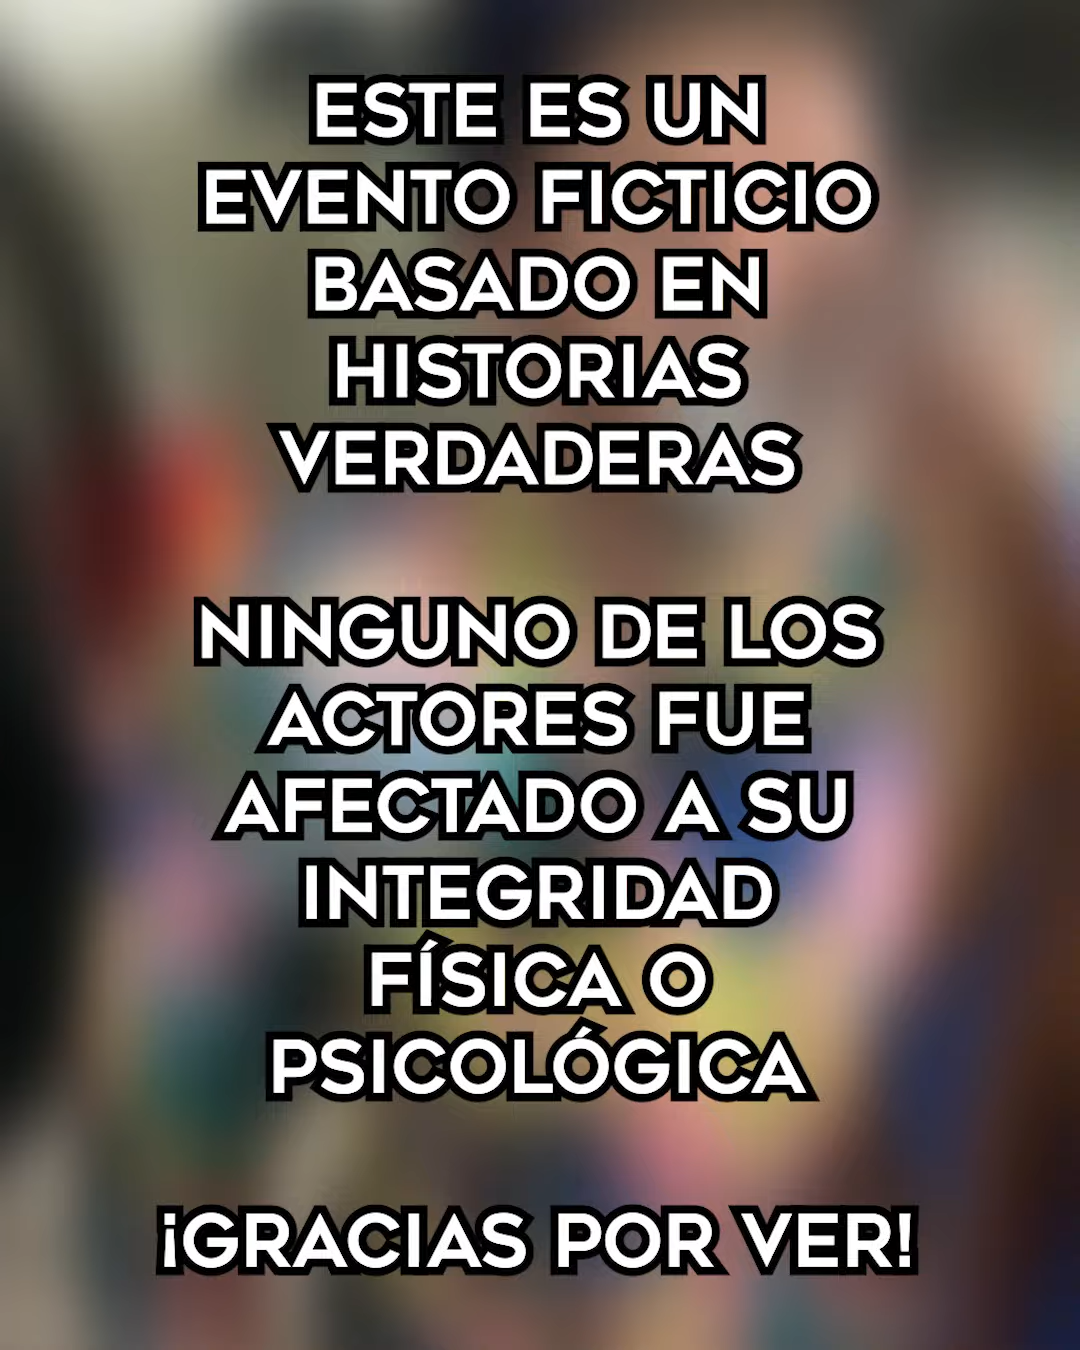 ESTE ES UN
EVENTO FICTICIO
BASADO EN
HISTORIAS
VERDADERAS
NINGUNO DE LOS
ACTORES FUE
AFECTADO A SU
INTEGRIDAD
FÍSICA O
PSICOLÓGICA
¡GRACIAS POR VER!